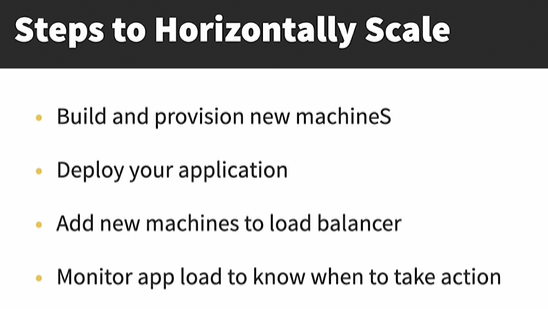 Steps to Horizontally Scale
• Build and provision new machineS
• Deploy your application
• Add new machines to load balancer
• Monitor app load to know when to take action